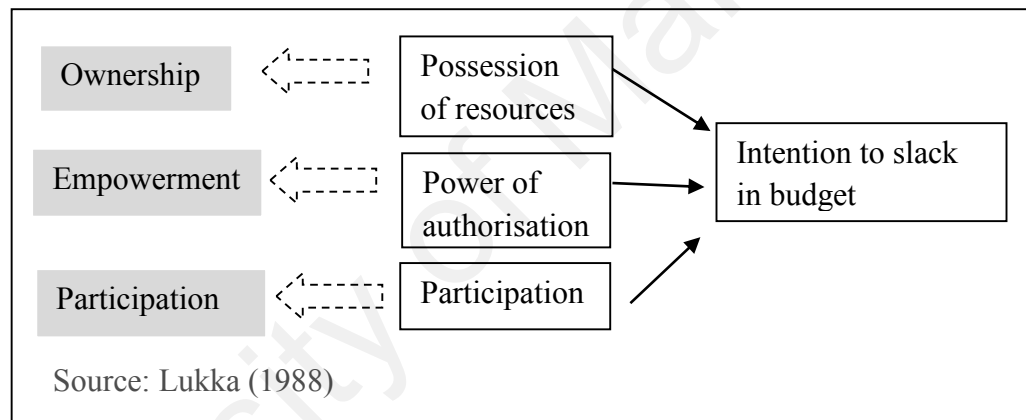 Ownership
Possession
of resources
Intention to slack
in budget
Empowerment
Power of
authorisation
Participation
Participation
Source: Lukka (1988)